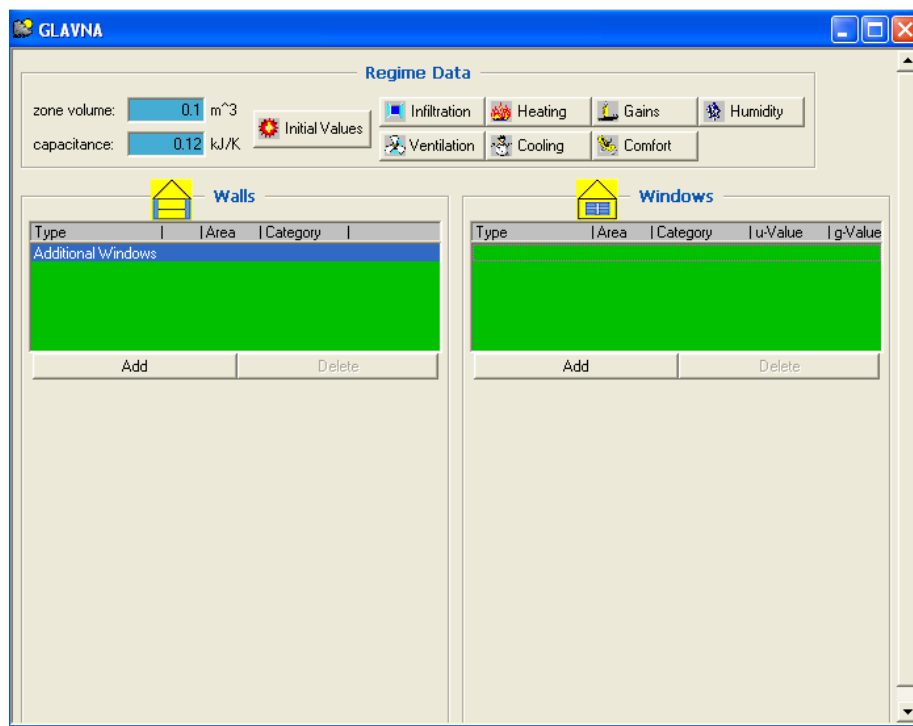 GLAVNA
Regime Data
zone volume: 0.1 m^3
capacitance: 0.12 kJ/K
Initial Values
Infiltration Heating Gains Humidity
Ventilation Cooling Comfort
Walls
Type | | Area | Category |
Additional Windows
Add Delete
Windows
Type | Area | Category | u-Value | g-Value
Add Delete